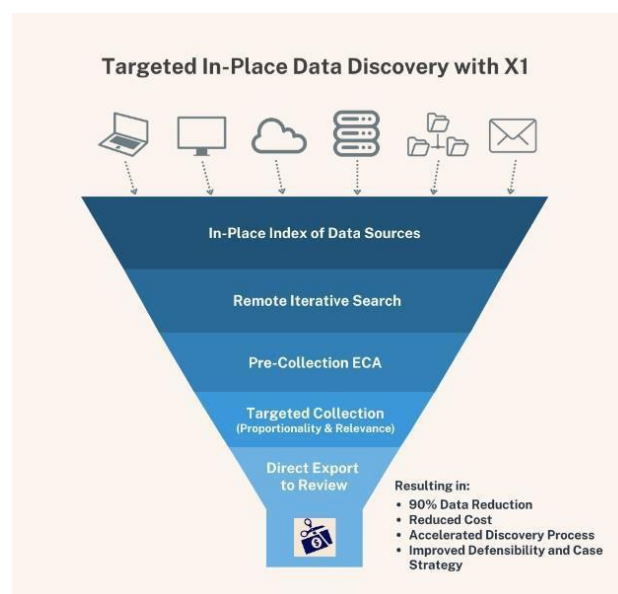 Targeted In-Place Data Discovery with X1
In-Place Index of Data Sources
Remote Iterative Search
Pre-Collection ECA
Targeted Collection
(Proportionality & Relevance)
Direct Export
to Review
Resulting in:
• 90% Data Reduction
• Reduced Cost
• Accelerated Discovery Process
• Improved Defensibility and Case
Strategy
$